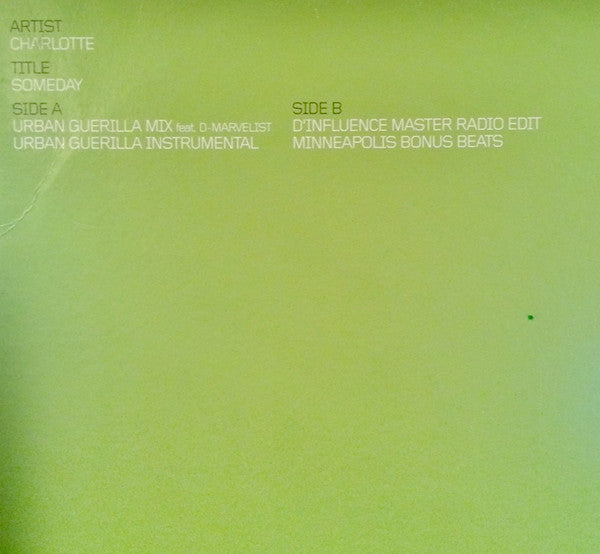 ARTIST
CHARLOTTE
TITLE
SOMEDAY
SIDE A
URBAN GUERILLA MIX feat. D-MARVELIST
URBAN GUERILLA INSTRUMENTAL
SIDE B
D'INFLUENCE MASTER RADIO EDIT
MINNEAPOLIS BONUS BEATS